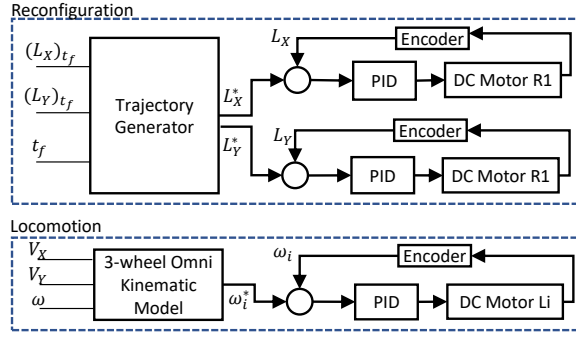 Reconfiguration
(L_X)_{t_f}
(L_Y)_{t_f}
t_f
Trajectory
Generator
L_X^*
L_Y^*
L_X
Encoder
PID
DC Motor R1
L_Y
Encoder
PID
DC Motor R1
Locomotion
V_X
V_Y
ω
3-wheel Omni
Kinematic
Model
ω_i^*
ω_i
Encoder
PID
DC Motor Li